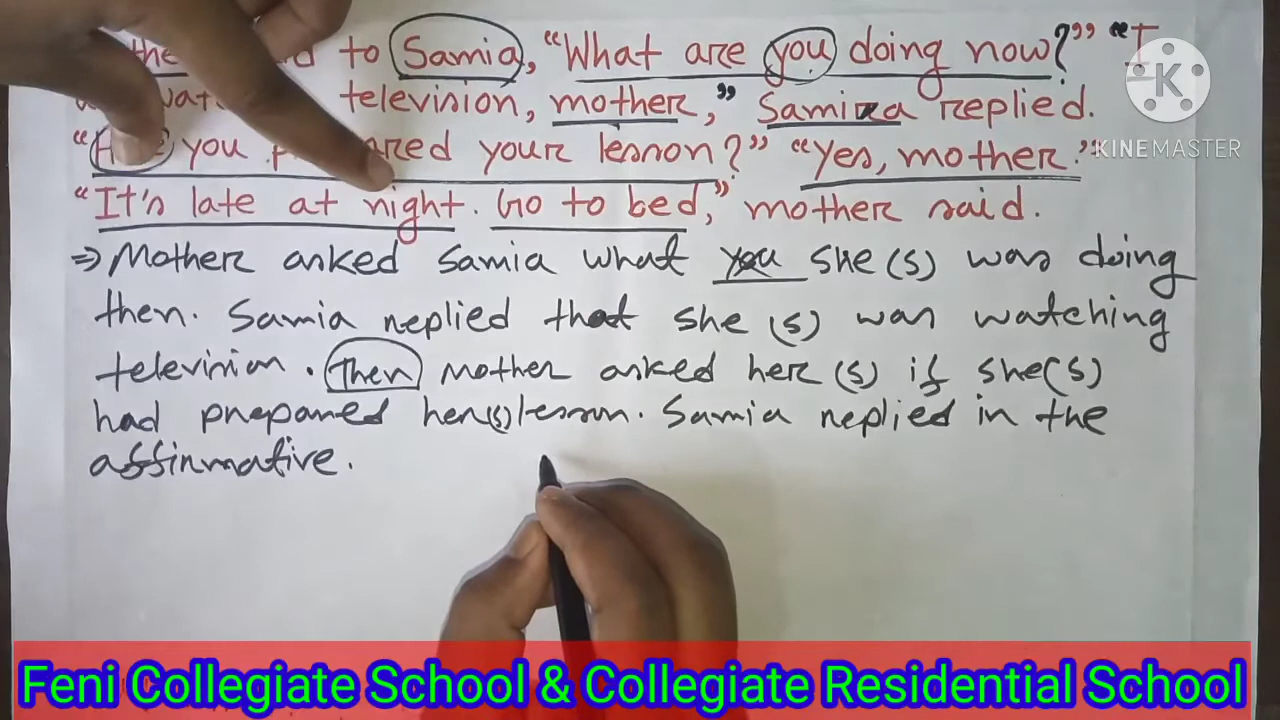 to Samia, "What are you doing now?" "I
television, mother," Samira replied.
you your lesson?" "Yes, mother."
"It's late at night. Go to bed," mother said.
⇒ Mother asked Samia what you she (s) was doing
then. Samia replied that she (s) was watching
television. Then mother asked her (s) if she (s)
had prepared her (s) lesson. Samia replied in the
affirmative.
K
KINEMASTER
Feni Collegiate School & Collegiate Residential School